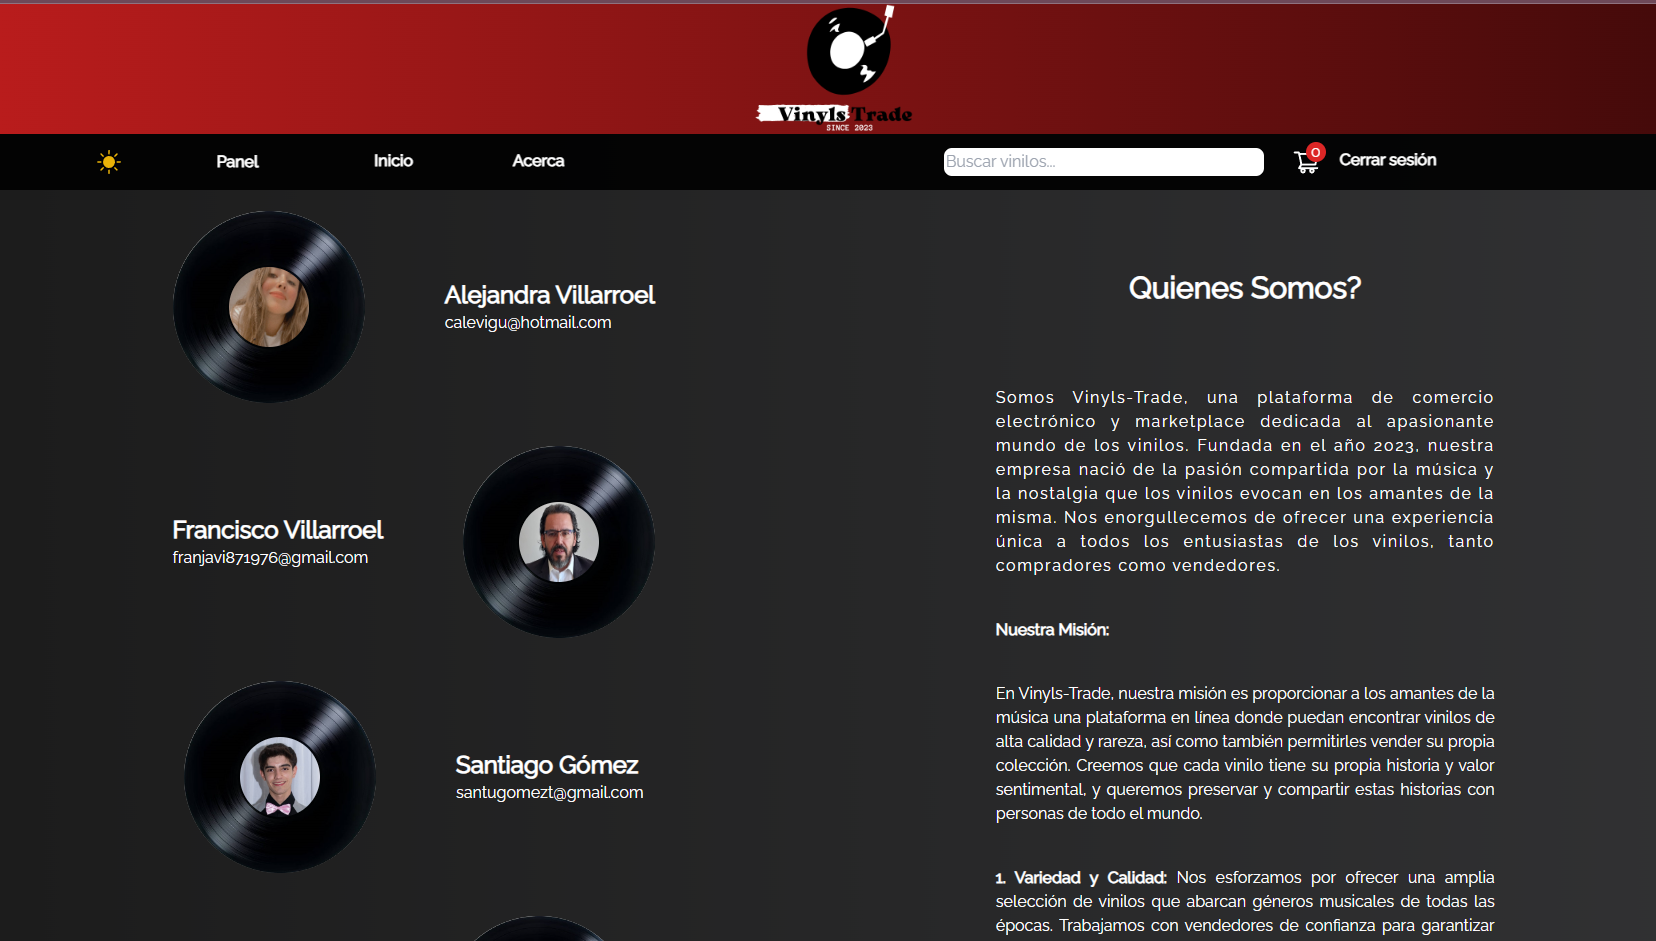 Vinyls Trade
SINCE 2023
Panel
Inicio
Acerca
Buscar vinilos...
0
Cerrar sesión
Alejandra Villarroel
calevigu@hotmail.com
Francisco Villarroel
franjavi871976@gmail.com
Santiago Gómez
santugomezt@gmail.com
Quienes Somos?
Somos Vinyls-Trade, una plataforma de comercio
electrónico y marketplace dedicada al apasionante
mundo de los vinilos. Fundada en el año 2023, nuestra
empresa nació de la pasión compartida por la música y
la nostalgia que los vinilos evocan en los amantes de la
misma. Nos enorgullecemos de ofrecer una experiencia
única a todos los entusiastas de los vinilos, tanto
compradores como vendedores.
Nuestra Misión:
En Vinyls-Trade, nuestra misión es proporcionar a los amantes de la
música una plataforma en línea donde puedan encontrar vinilos de
alta calidad y rareza, así como también permitirles vender su propia
colección. Creemos que cada vinilo tiene su propia historia y valor
sentimental, y queremos preservar y compartir estas historias con
personas de todo el mundo.
1. Variedad y Calidad: Nos esforzamos por ofrecer una amplia
selección de vinilos que abarcan géneros musicales de todas las
épocas. Trabajamos con vendedores de confianza para garantizar